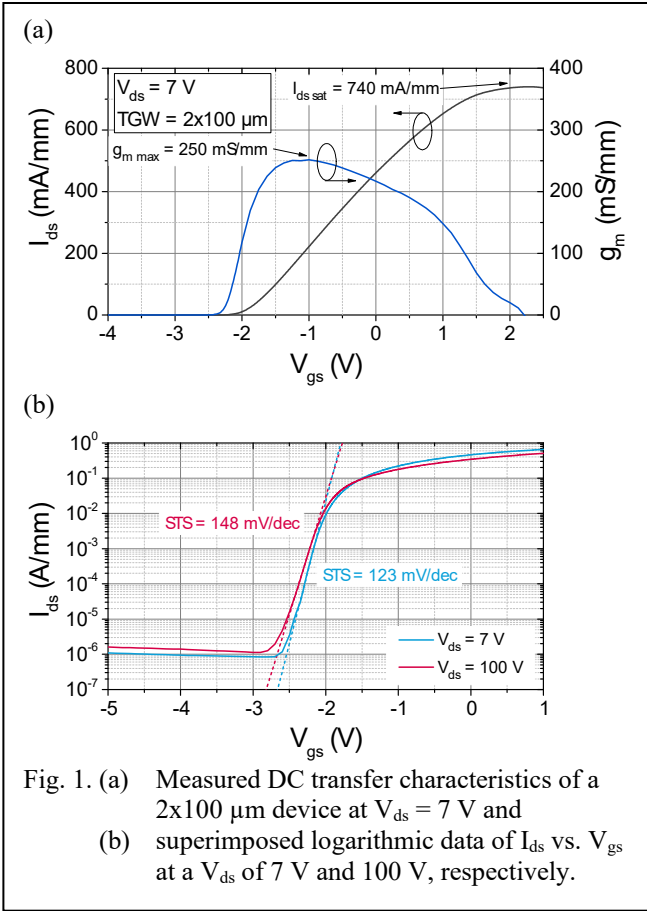 (a)
V_ds = 7 V
TGW = 2x100 µm
I_ds sat = 740 mA/mm
g_m max = 250 mS/mm
I_ds (mA/mm)
800
600
400
200
0
g_m (mS/mm)
400
300
200
100
0
-4 -3 -2 -1 0 1 2
V_gs (V)
(b)
I_ds (A/mm)
10^0
10^-1
10^-2
10^-3
10^-4
10^-5
10^-6
10^-7
STS = 148 mV/dec
STS = 123 mV/dec
V_ds = 7 V
V_ds = 100 V
-5 -4 -3 -2 -1 0 1
V_gs (V)
Fig. 1. (a) Measured DC transfer characteristics of a
2x100 µm device at V_ds = 7 V and
(b) superimposed logarithmic data of I_ds vs. V_gs
at a V_ds of 7 V and 100 V, respectively.